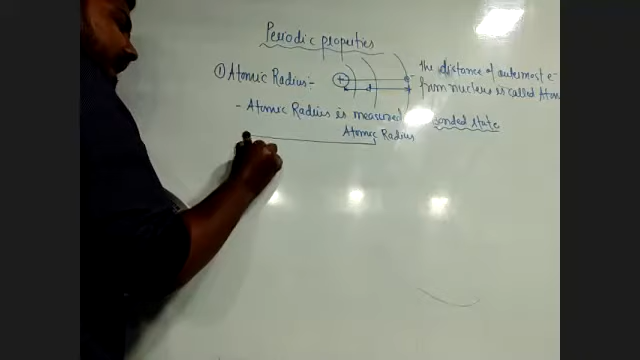 Periodic properties
① Atomic Radius:-
+
d
- the distance of outermost e-
from nucleus is called Atom
- Atomic Radius is measured bonded state
Atomic Radius